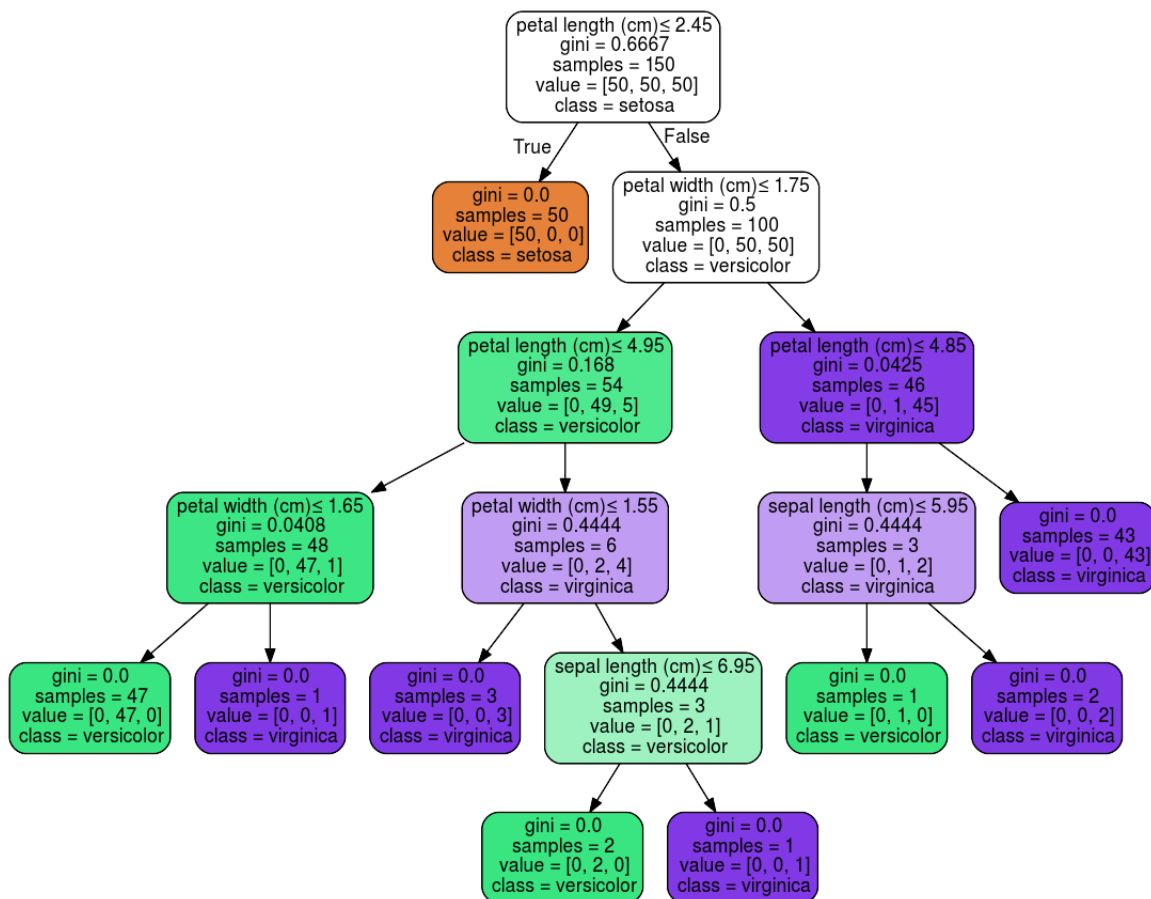 petal length (cm)≤ 2.45
gini = 0.6667
samples = 150
value = [50, 50, 50]
class = setosa
True
False
gini = 0.0
samples = 50
value = [50, 0, 0]
class = setosa
petal width (cm)≤ 1.75
gini = 0.5
samples = 100
value = [0, 50, 50]
class = versicolor
petal length (cm)≤ 4.95
gini = 0.168
samples = 54
value = [0, 49, 5]
class = versicolor
petal length (cm)≤ 4.85
gini = 0.0425
samples = 46
value = [0, 1, 45]
class = virginica
petal width (cm)≤ 1.65
gini = 0.0408
samples = 48
value = [0, 47, 1]
class = versicolor
petal width (cm)≤ 1.55
gini = 0.4444
samples = 6
value = [0, 2, 4]
class = virginica
sepal length (cm)≤ 5.95
gini = 0.4444
samples = 3
value = [0, 1, 2]
class = virginica
gini = 0.0
samples = 43
value = [0, 0, 43]
class = virginica
gini = 0.0
samples = 47
value = [0, 47, 0]
class = versicolor
gini = 0.0
samples = 1
value = [0, 0, 1]
class = virginica
gini = 0.0
samples = 3
value = [0, 0, 3]
class = virginica
sepal length (cm)≤ 6.95
gini = 0.4444
samples = 3
value = [0, 2, 1]
class = versicolor
gini = 0.0
samples = 1
value = [0, 1, 0]
class = versicolor
gini = 0.0
samples = 2
value = [0, 0, 2]
class = virginica
gini = 0.0
samples = 2
value = [0, 2, 0]
class = versicolor
gini = 0.0
samples = 1
value = [0, 0, 1]
class = virginica